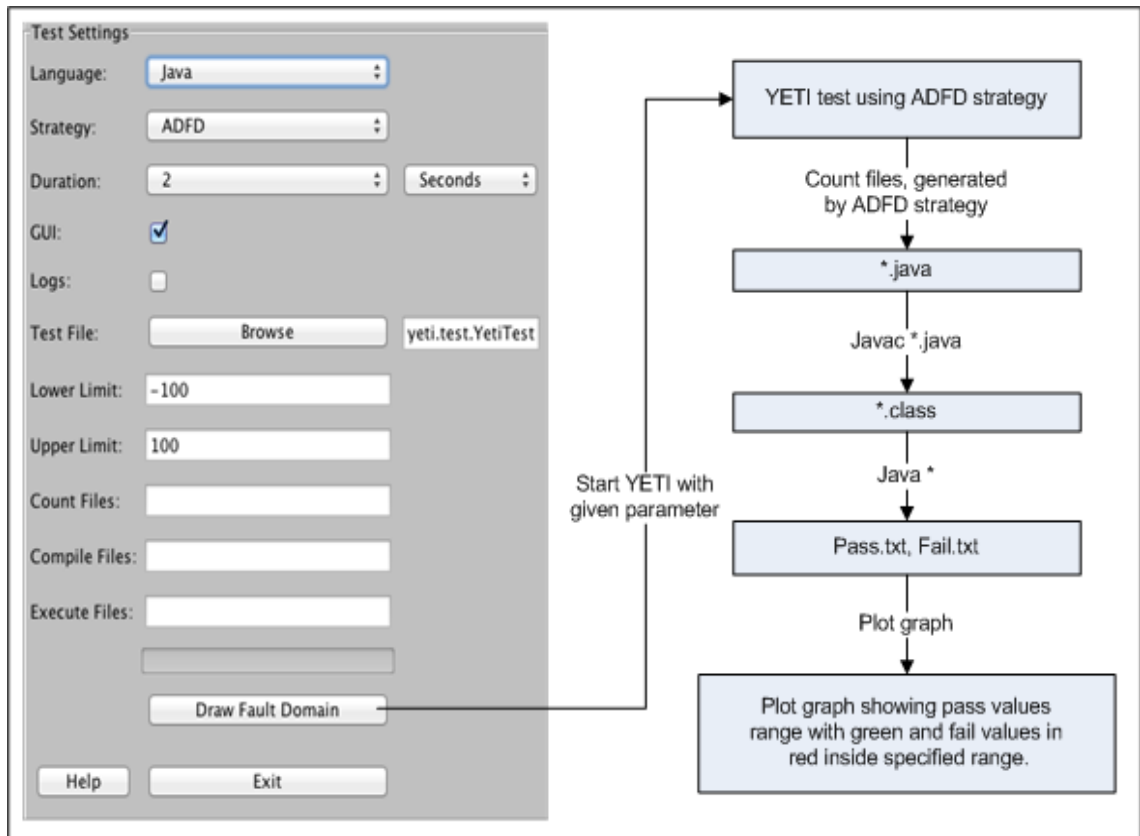 Test Settings
Language: Java
Strategy: ADFD
Duration: 2 Seconds
GUI:
Logs:
Test File: Browse yeti.test.YetiTest
Lower Limit: -100
Upper Limit: 100
Count Files:
Compile Files:
Execute Files:
Draw Fault Domain
Help Exit
Start YETI with
given parameter
YETI test using ADFD strategy
Count files, generated
by ADFD strategy
*.java
Javac *.java
*.class
Java *
Pass.txt, Fail.txt
Plot graph
Plot graph showing pass values
range with green and fail values in
red inside specified range.